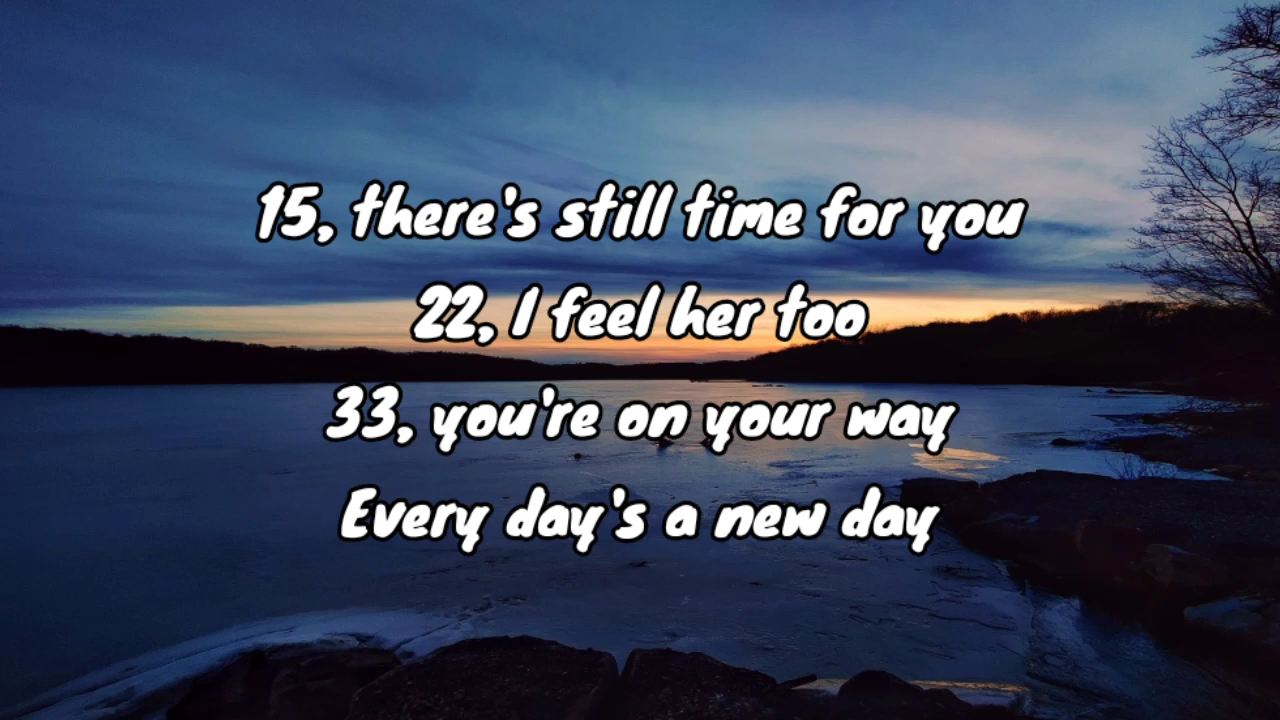 15, there's still time for you
22, I feel her too
33, you're on your way
Every day's a new day